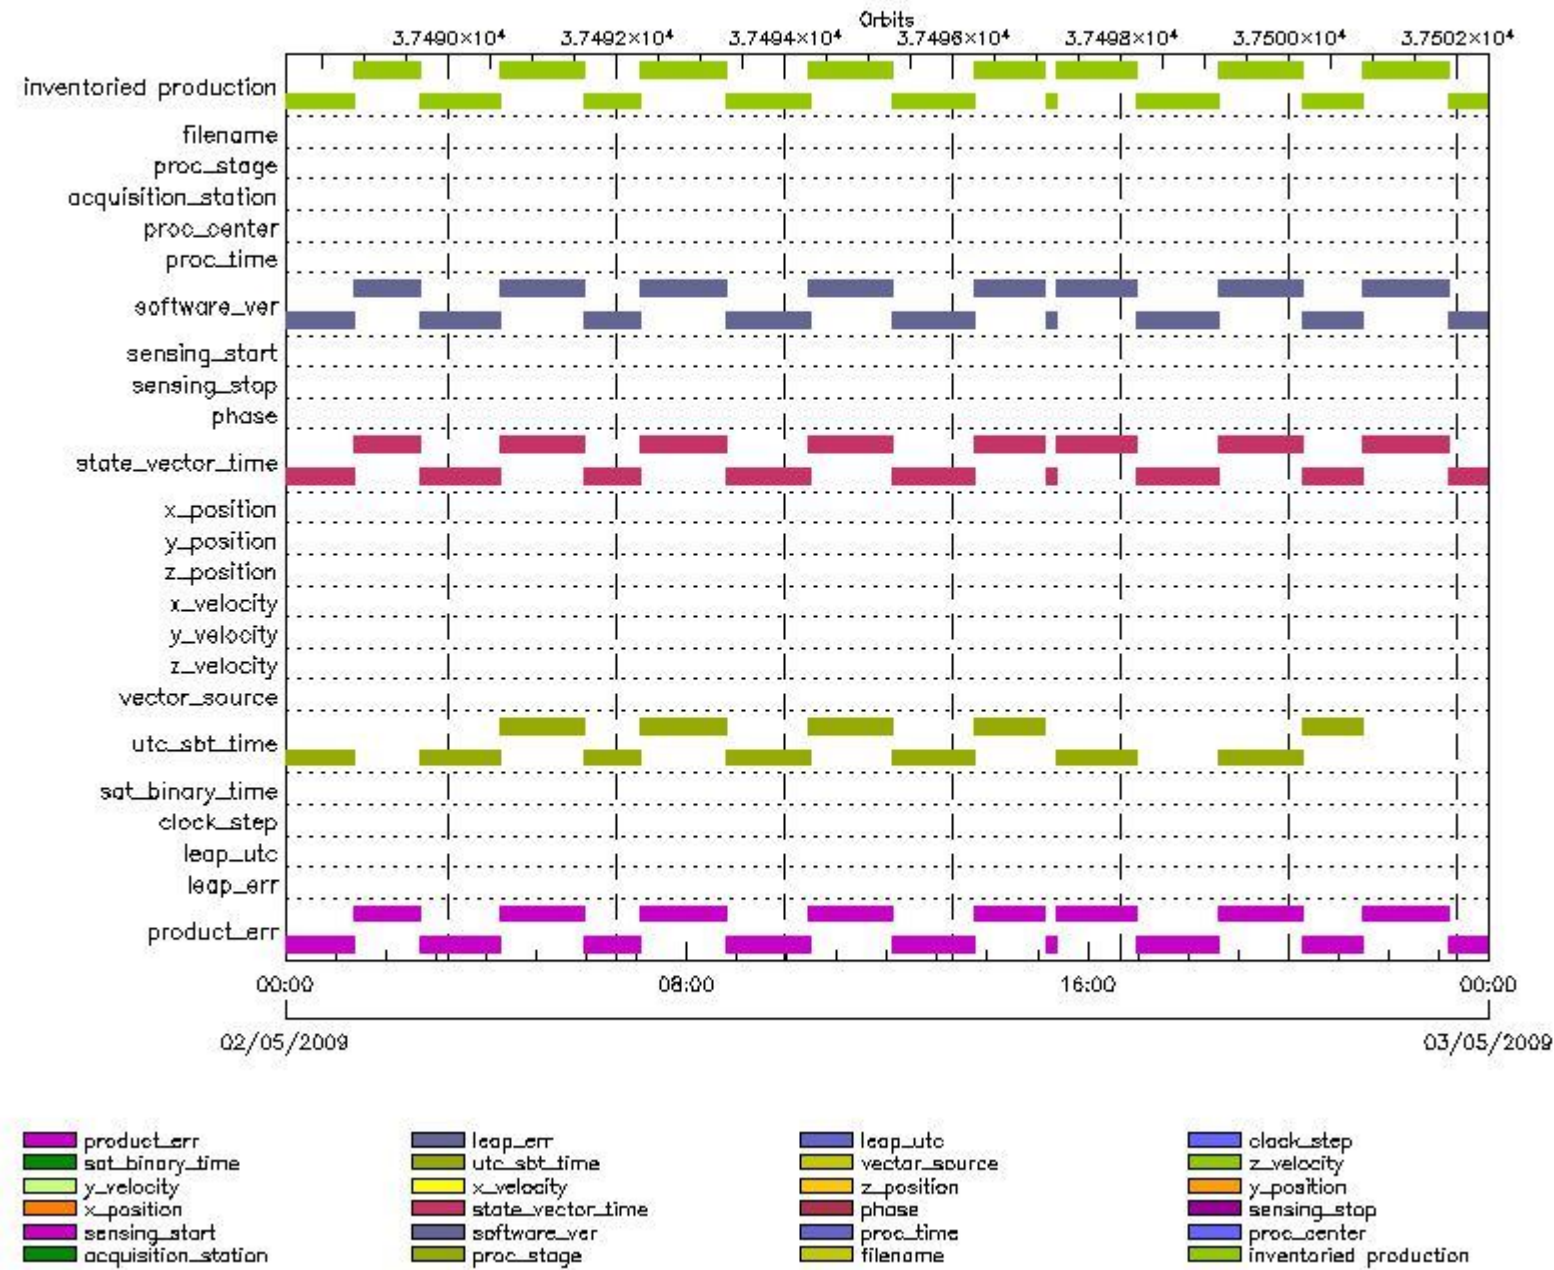 Orbits
3.7490×10⁴ 3.7492×10⁴ 3.7494×10⁴ 3.7496×10⁴ 3.7498×10⁴ 3.7500×10⁴ 3.7502×10⁴
inventoried production
filename
proc_stage
acquisition_station
proc_center
proc_time
software_ver
sensing_start
sensing_stop
phase
state_vector_time
x_position
y_position
z_position
x_velocity
y_velocity
z_velocity
vector_source
utc_sbt_time
sat_binary_time
clock_step
leap_utc
leap_err
product_err
00:00 08:00 16:00 00:00
02/05/2009 03/05/2009
product_err leap_err leap_utc clock_step
sat_binary_time utc_sbt_time vector_source z_velocity
y_velocity x_velocity z_position y_position
x_position state_vector_time phase sensing_stop
sensing_start software_ver proc_time proc_center
acquisition_station proc_stage filename inventoried production